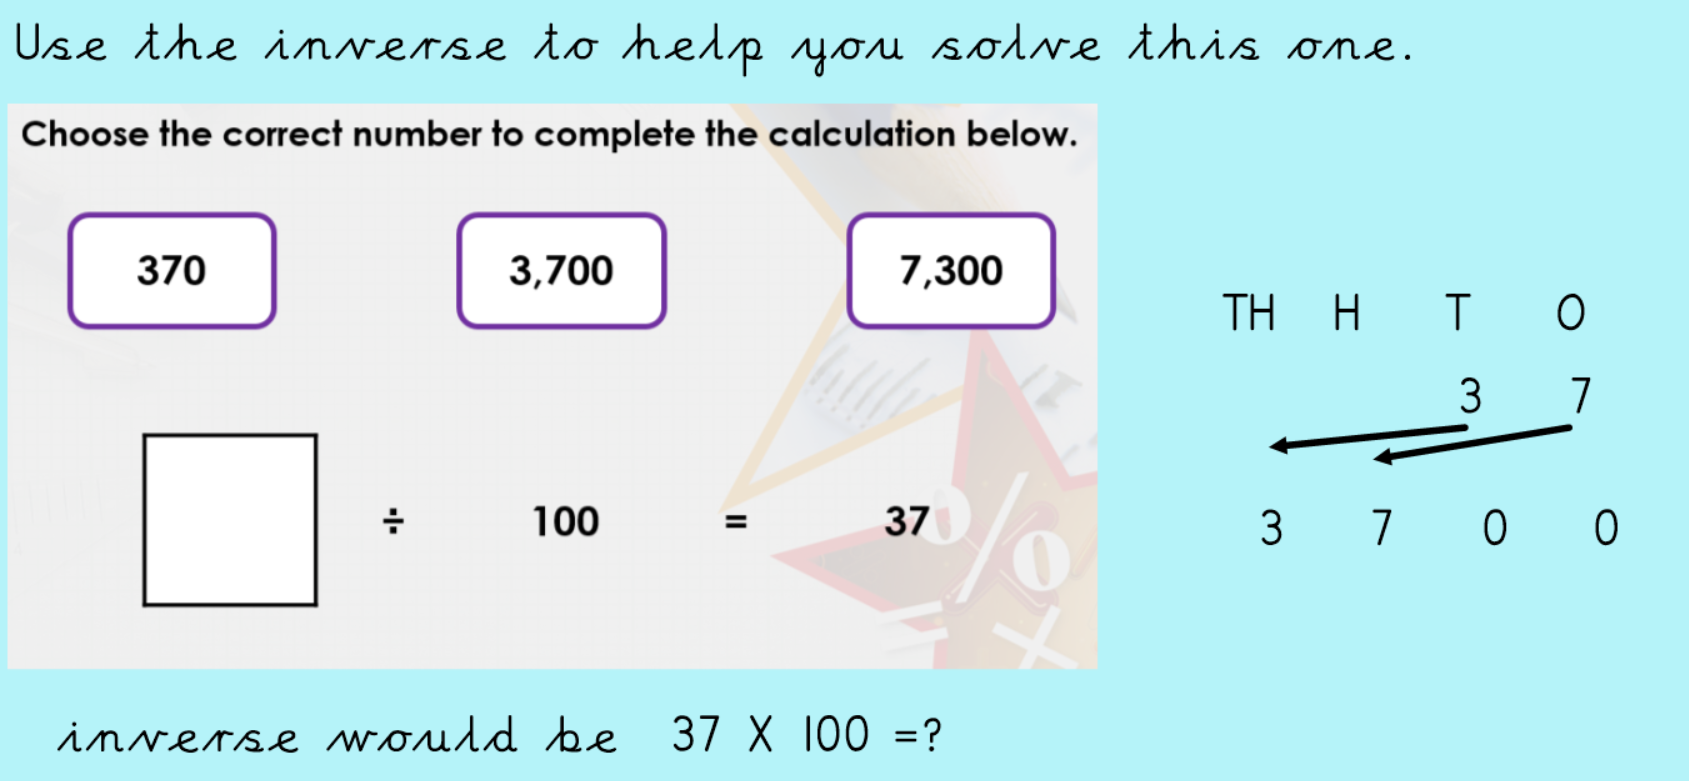 Use the inverse to help you solve this one.
Choose the correct number to complete the calculation below.
370 3,700 7,300
TH H T O
3 7
÷ 100 = 37
3 7 0 0
inverse would be 37 X 100 =?